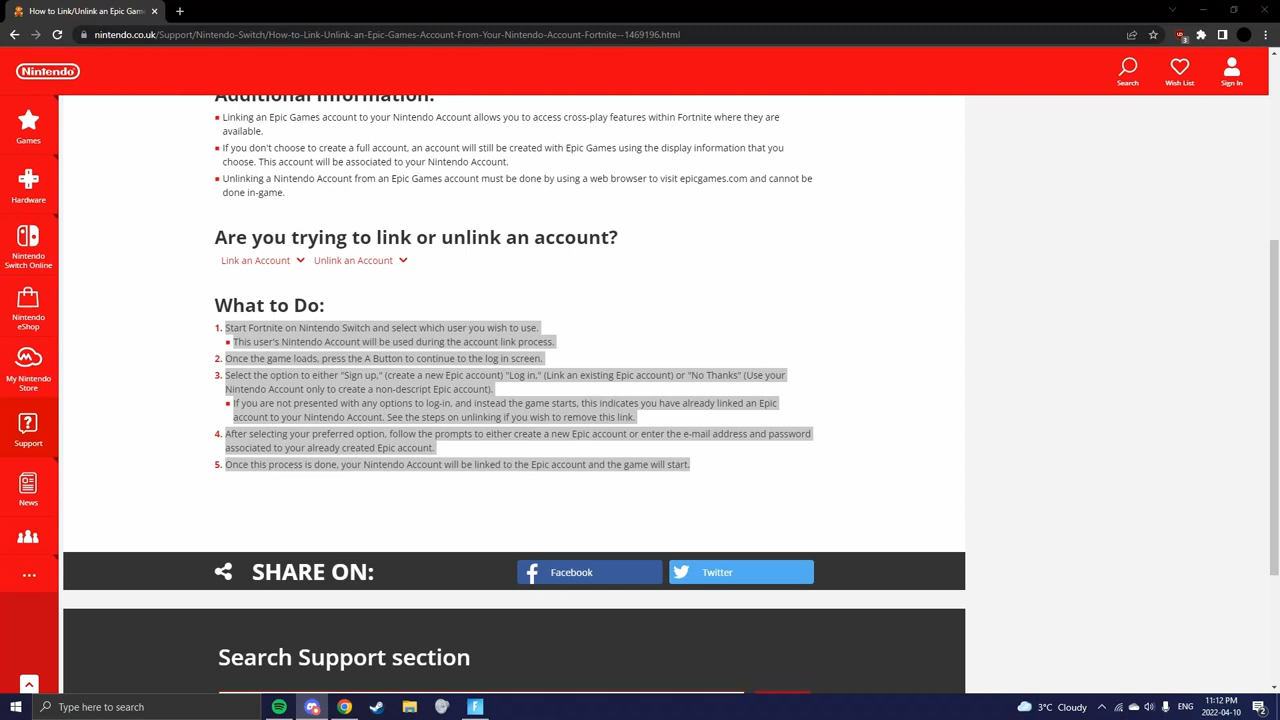 Games/Link/Unlink an Epic Game
nintendo.co.uk/Support/Nintendo-Switch/How-to-Link-Unlink-an-Epic-Games-Account-From-Your-Nintendo-Account-Fortnite--1469196.html
3
Nintendo
Search
Wish List
Sign In
Games
Hardware
Nintendo
Switch Online
Nintendo
eShop
My Nintendo
Store
Support
News
...
Additional Information:
Linking an Epic Games account to your Nintendo Account allows you to access cross-play features within Fortnite where they are
available.
If you don't choose to create a full account, an account will still be created with Epic Games using the display information that you
choose. This account will be associated to your Nintendo Account.
Unlinking a Nintendo Account from an Epic Games account must be done by using a web browser to visit epicgames.com and cannot be
done in-game.
Are you trying to link or unlink an account?
Link an Account Unlink an Account
What to Do:
1. Start Fortnite on Nintendo Switch and select which user you wish to use.
This user's Nintendo Account will be used during the account link process.
2. Once the game loads, press the A Button to continue to the log in screen.
3. Select the option to either "Sign up," (create a new Epic account) "Log in," (Link an existing Epic account) or "No Thanks" (Use your
Nintendo Account only to create a non-descript Epic account).
If you are not presented with any options to log-in, and instead the game starts, this indicates you have already linked an Epic
account to your Nintendo Account. See the steps on unlinking if you wish to remove this link.
4. After selecting your preferred option, follow the prompts to either create a new Epic account or enter the e-mail address and password
associated to your already created Epic account.
5. Once this process is done, your Nintendo Account will be linked to the Epic account and the game will start.
SHARE ON:
Facebook
Twitter
Search Support section
Type here to search
3°C Cloudy
ENG
11:12 PM
2022-04-10
2